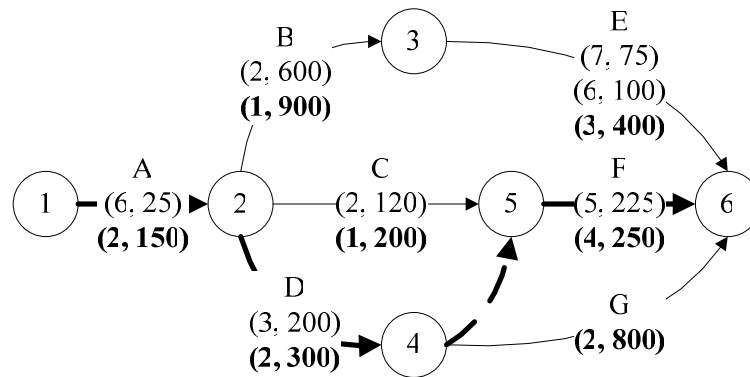 B
(2, 600)
(1, 900)
3
E
(7, 75)
(6, 100)
(3, 400)
1
A
(6, 25)
(2, 150)
2
C
(2, 120)
(1, 200)
5
F
(5, 225)
(4, 250)
6
D
(3, 200)
(2, 300)
4
G
(2, 800)